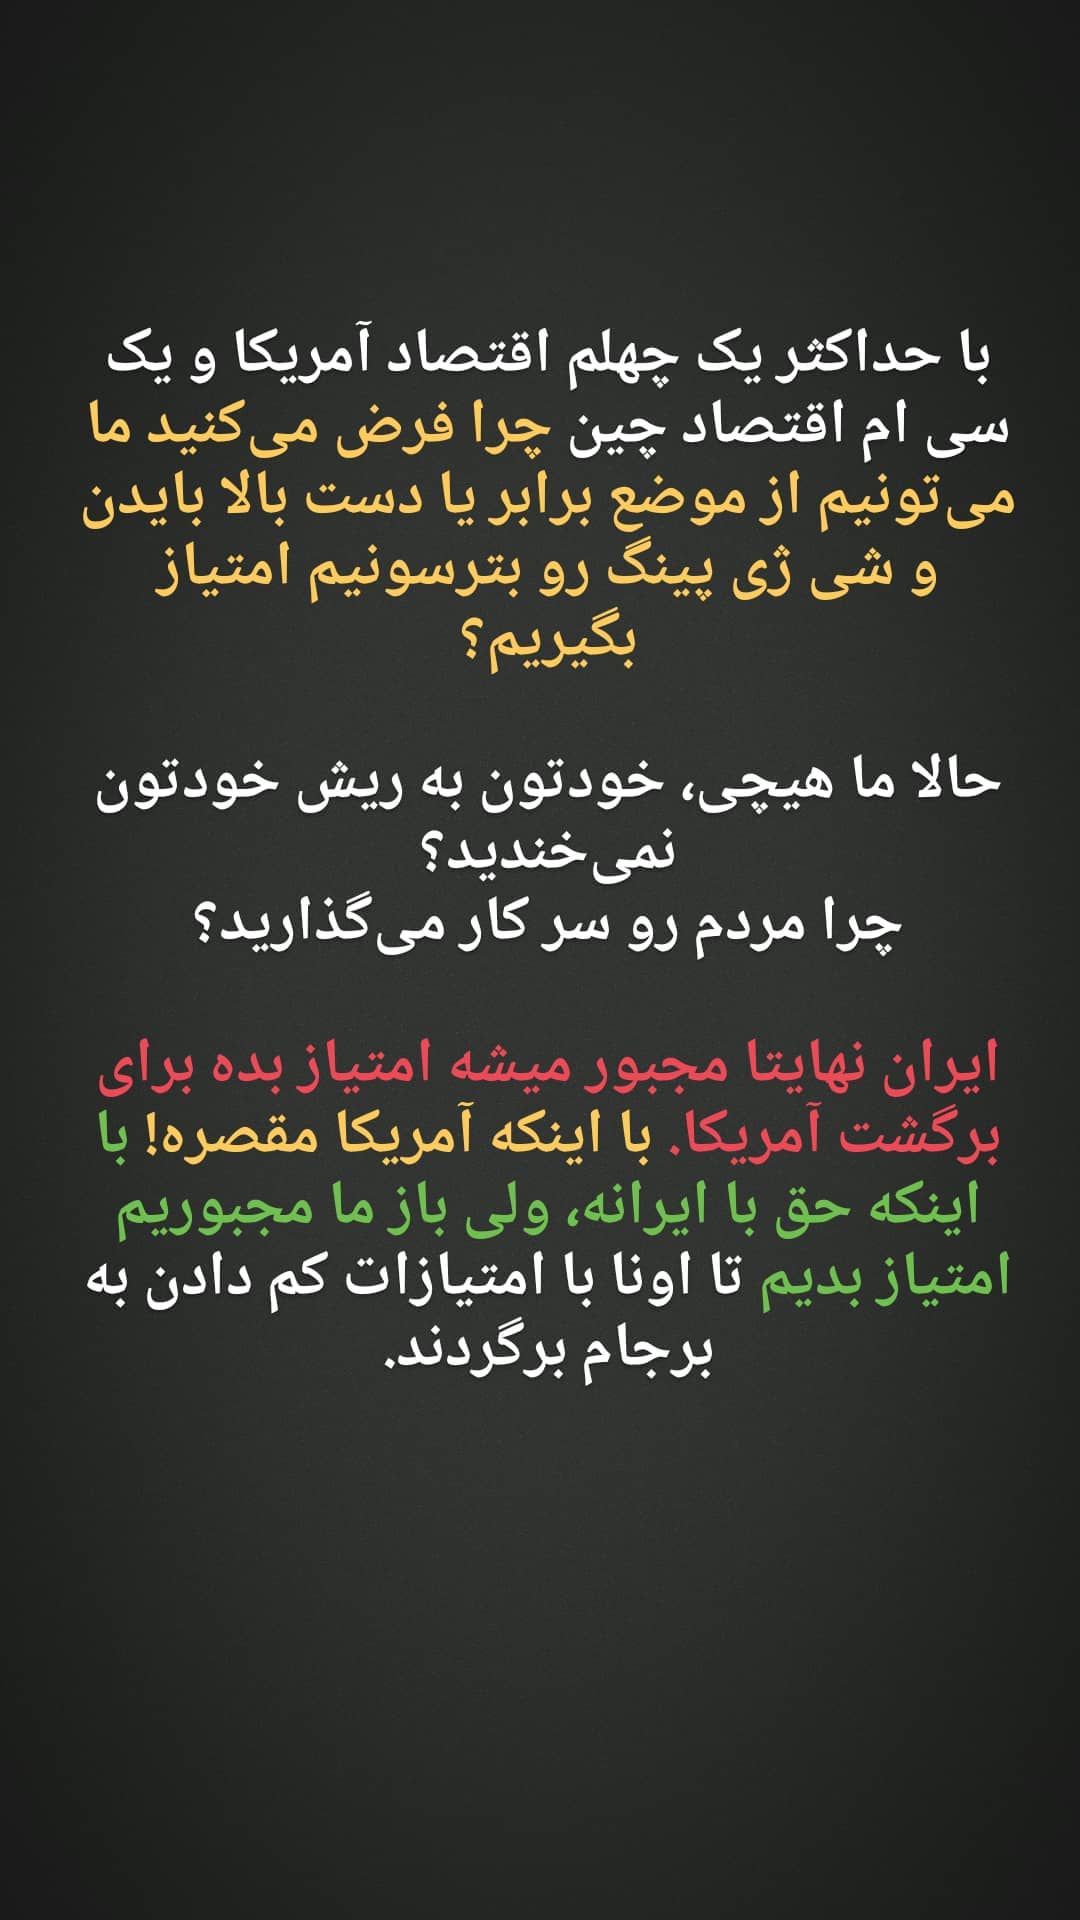 با حداکثر یک چهلم اقتصاد آمریکا و یک
سی ام اقتصاد چین چرا فرض می‌کنید ما
می‌تونیم از موضع برابر یا دست بالا بایدن
و شی ژی پینگ رو بترسونیم امتیاز
بگیریم؟
حالا ما هیچی، خودتون به ریش خودتون
نمی‌خندید؟
چرا مردم رو سر کار می‌گذارید؟
ایران نهایتا مجبور میشه امتیاز بده برای
برگشت آمریکا. با اینکه آمریکا مقصره! با
اینکه حق با ایرانه، ولی باز ما مجبوریم
امتیاز بدیم تا اونا با امتیازات کم دادن به
برجام برگردند.